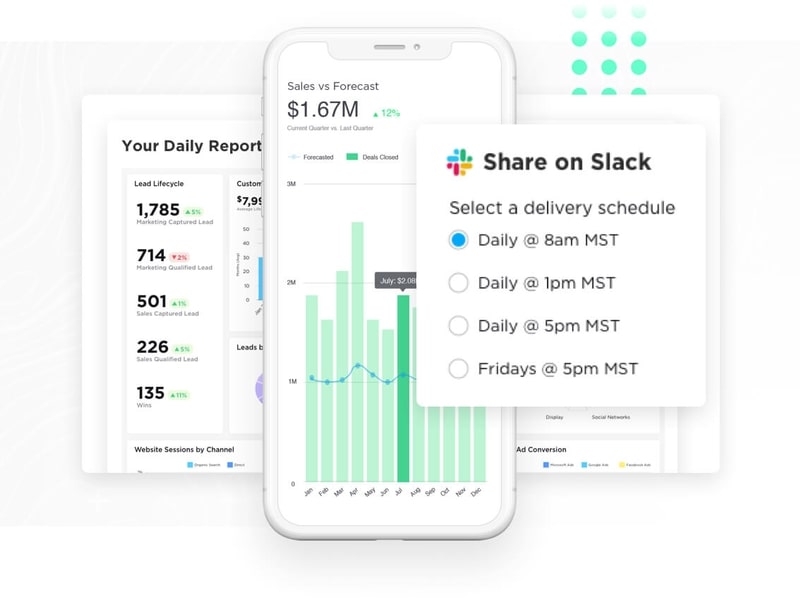 Your Daily Report
Lead Lifecycle
1,785 ▲5%
Marketing Captured Lead
714 ▼2%
Marketing Qualified Lead
501 ▲1%
Sales Captured Lead
226 ▲5%
Sales Qualified Lead
135 ▲11%
Wins
$7,99
50
40
30
20
10
0
Leads b
Website Sessions by Channel
Organic Search
Direct
Sales vs Forecast
$1.67M ▲ 12%
Current Quarter vs. Last Quarter
Forecasted
Deals Closed
3M
2M
July: $2.08
1M
0
Jan Feb Mar Apr May Jun Jul Aug Sep Oct Nov Dec
Share on Slack
Select a delivery schedule
Daily @ 8am MST
Daily @ 1pm MST
Daily @ 5pm MST
Fridays @ 5pm MST
Display
Social Networks
Ad Conversion
Microsoft Ads
Google Ads
Facebook Ads